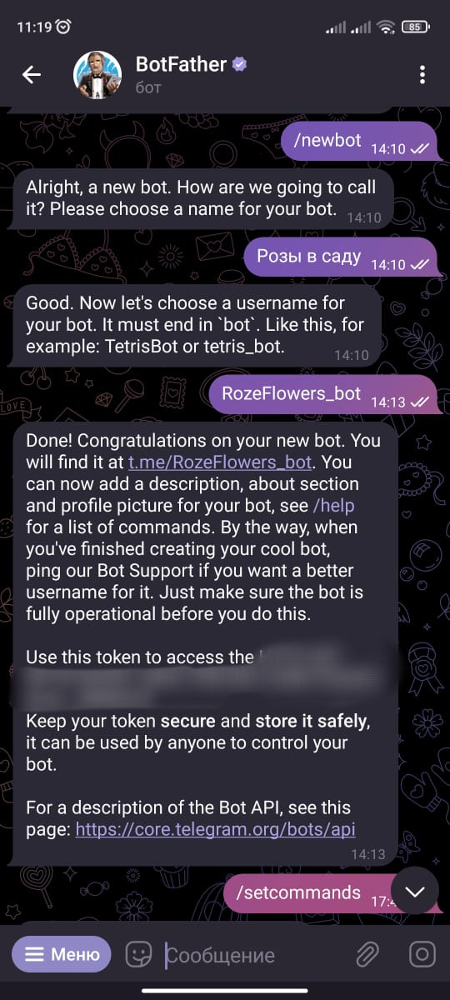 11:19
85
BotFather
бот
/newbot 14:10
Alright, a new bot. How are we going to call
it? Please choose a name for your bot. 14:10
Розы в саду 14:10
Good. Now let's choose a username for
your bot. It must end in `bot`. Like this, for
example: TetrisBot or tetris_bot. 14:10
LOVE
RozeFlowers_bot 14:13
Done! Congratulations on your new bot. You
will find it at t.me/RozeFlowers_bot. You
can now add a description, about section
and profile picture for your bot, see /help
for a list of commands. By the way, when
you've finished creating your cool bot,
ping our Bot Support if you want a better
username for it. Just make sure the bot is
fully operational before you do this.
Use this token to access the
Keep your token secure and store it safely,
it can be used by anyone to control your
bot.
For a description of the Bot API, see this
page: https://core.telegram.org/bots/api
14:13
/setcommands
Меню
Сообщение